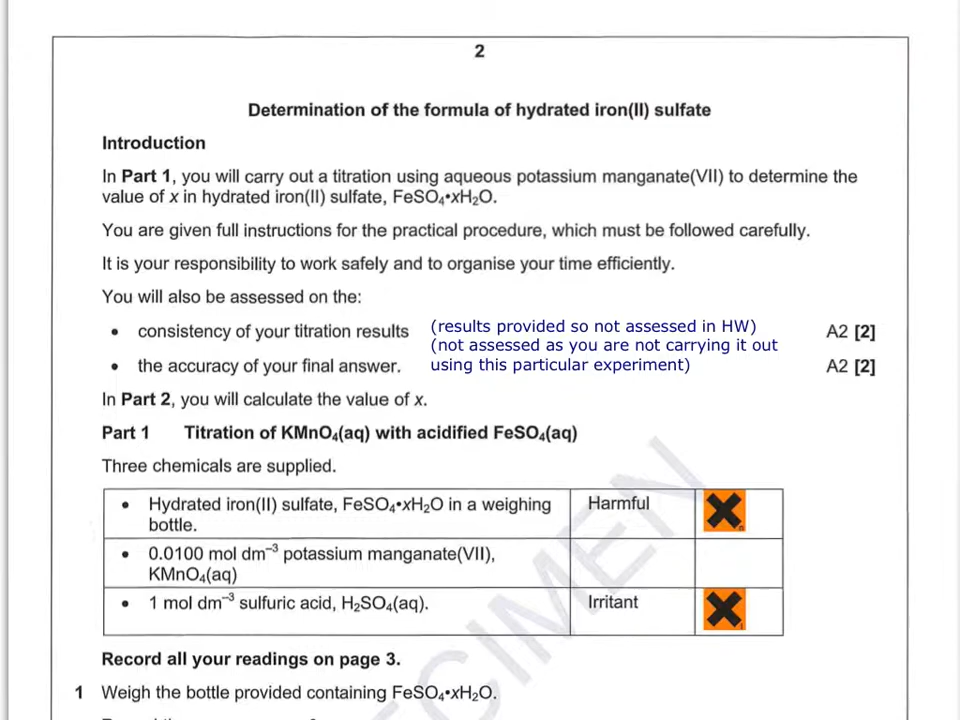 2
Determination of the formula of hydrated iron(II) sulfate
Introduction
In Part 1, you will carry out a titration using aqueous potassium manganate(VII) to determine the
value of x in hydrated iron(II) sulfate, FeSO₄•xH₂O.
You are given full instructions for the practical procedure, which must be followed carefully.
It is your responsibility to work safely and to organise your time efficiently.
You will also be assessed on the:
• consistency of your titration results (results provided so not assessed in HW) A2 [2]
(not assessed as you are not carrying it out
• the accuracy of your final answer. using this particular experiment) A2 [2]
In Part 2, you will calculate the value of x.
Part 1 Titration of KMnO₄(aq) with acidified FeSO₄(aq)
Three chemicals are supplied.
• Hydrated iron(II) sulfate, FeSO₄•xH₂O in a weighing Harmful
bottle.
• 0.0100 mol dm⁻³ potassium manganate(VII),
KMnO₄(aq)
• 1 mol dm⁻³ sulfuric acid, H₂SO₄(aq). Irritant
Record all your readings on page 3.
1 Weigh the bottle provided containing FeSO₄•xH₂O.